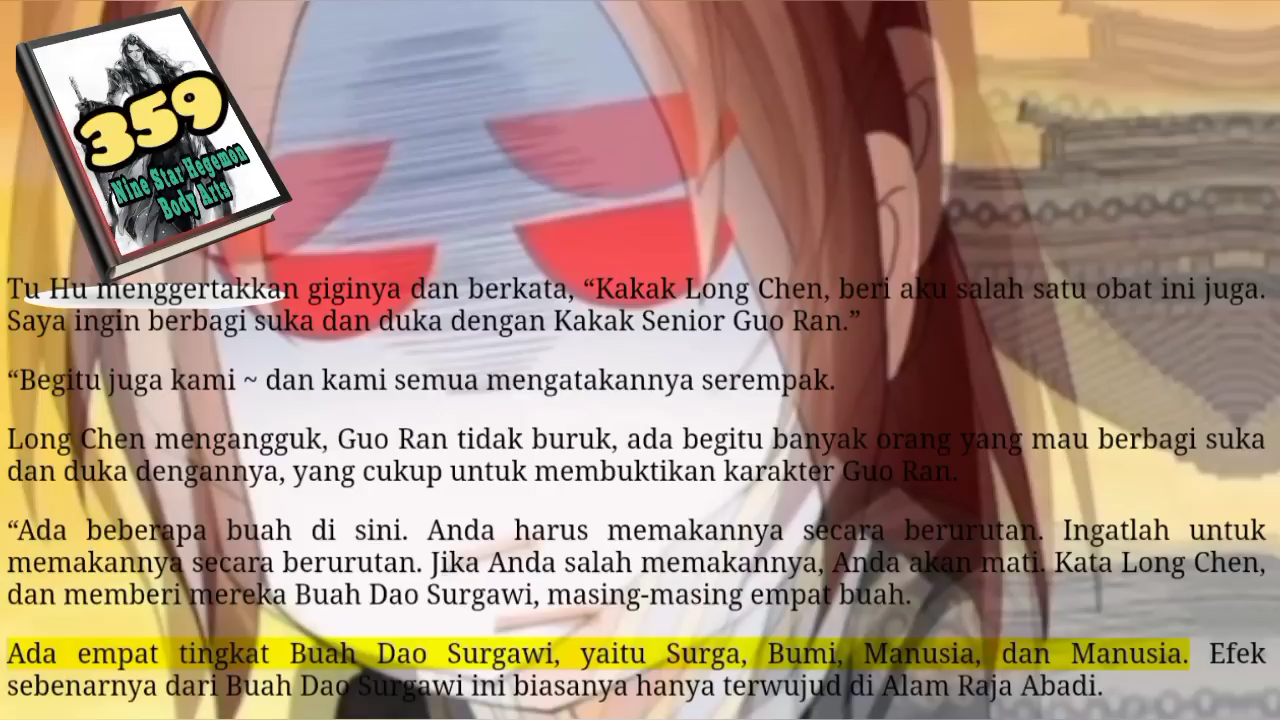 359
Nine Star Hegemon
Body Arts
Tu Hu menggertakkan giginya dan berkata, “Kakak Long Chen, beri aku salah satu obat ini juga.
Saya ingin berbagi suka dan duka dengan Kakak Senior Guo Ran.”
“Begitu juga kami ~ dan kami semua mengatakannya serempak.
Long Chen mengangguk, Guo Ran tidak buruk, ada begitu banyak orang yang mau berbagi suka
dan duka dengannya, yang cukup untuk membuktikan karakter Guo Ran.
“Ada beberapa buah di sini. Anda harus memakannya secara berurutan. Ingatlah untuk
memakannya secara berurutan. Jika Anda salah memakannya, Anda akan mati. Kata Long Chen,
dan memberi mereka Buah Dao Surgawi, masing-masing empat buah.
Ada empat tingkat Buah Dao Surgawi, yaitu Surga, Bumi, Manusia, dan Manusia. Efek
sebenarnya dari Buah Dao Surgawi ini biasanya hanya terwujud di Alam Raja Abadi.